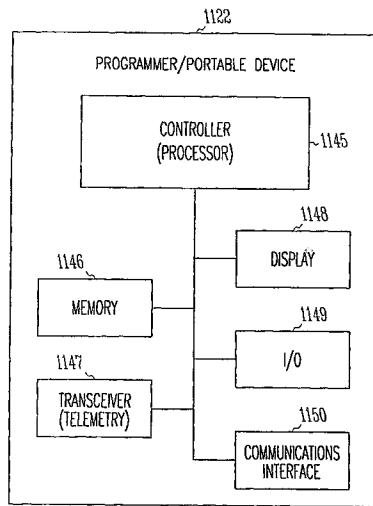 1122
PROGRAMMER/PORTABLE DEVICE
CONTROLLER
(PROCESSOR)
1145
1148
DISPLAY
1146
MEMORY
1149
I/O
1147
TRANSCEIVER
(TELEMETRY)
1150
COMMUNICATIONS
INTERFACE